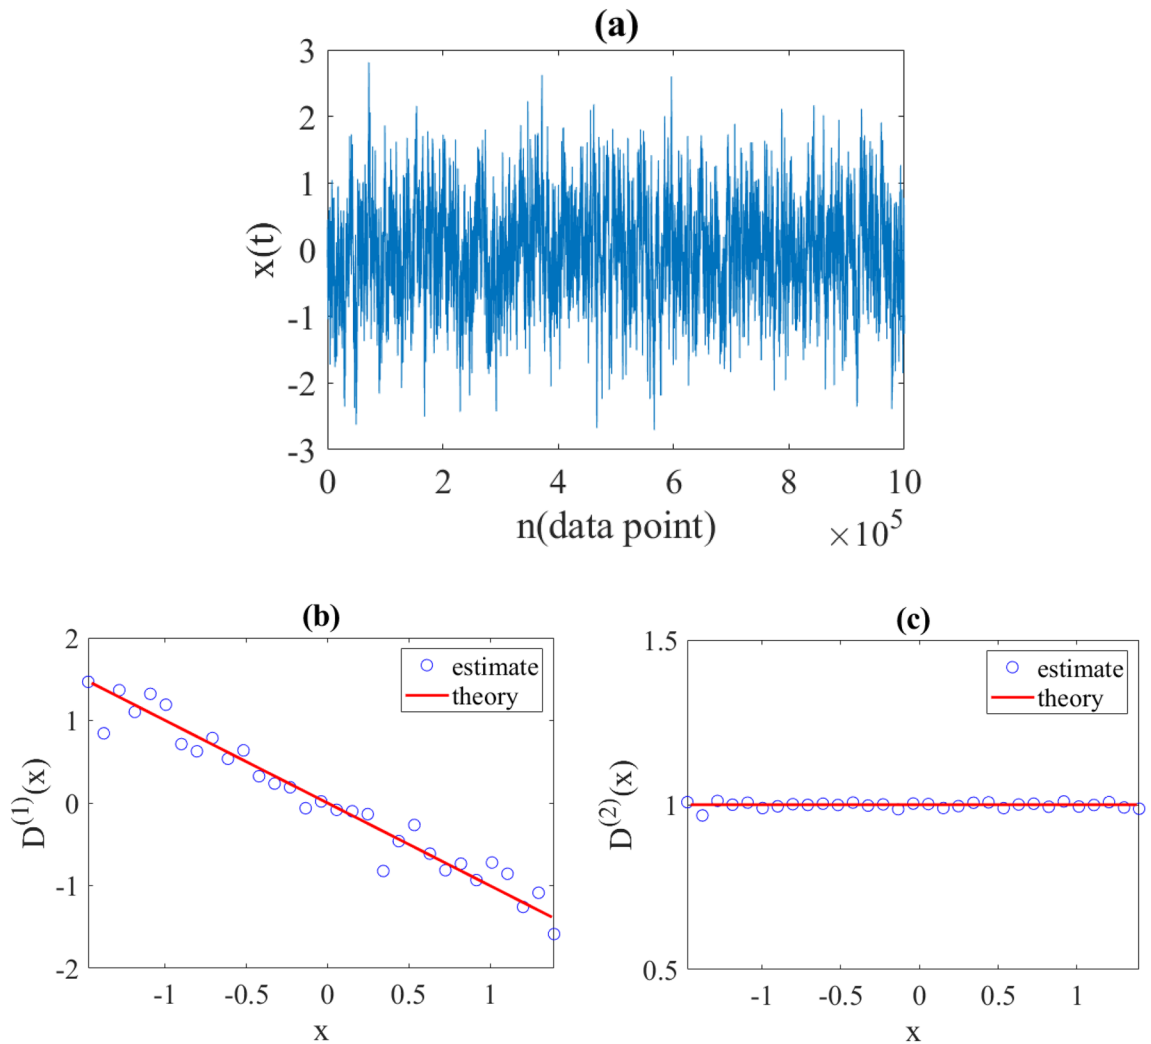 (a)
3
2
1
0
-1
-2
-3
x(t)
0 2 4 6 8 10
n(data point) ×10^5
(b)
2
1
0
-1
-2
D^(1)(x)
estimate
theory
-1 -0.5 0 0.5 1
x
(c)
1.5
1
0.5
D^(2)(x)
estimate
theory
-1 -0.5 0 0.5 1
x